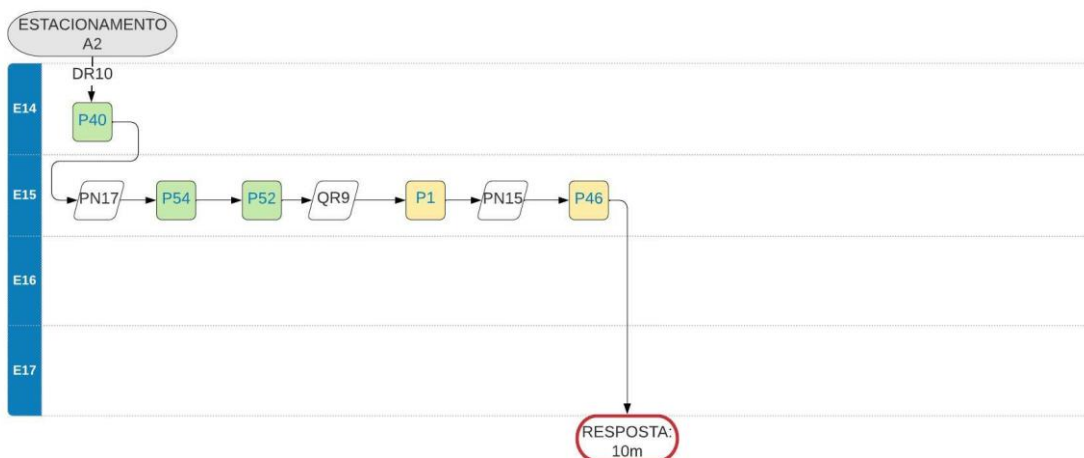 ESTACIONAMENTO
A2
DR10
E14
P40
E15
PN17
P54
P52
QR9
P1
PN15
P46
E16
E17
RESPOSTA:
10m